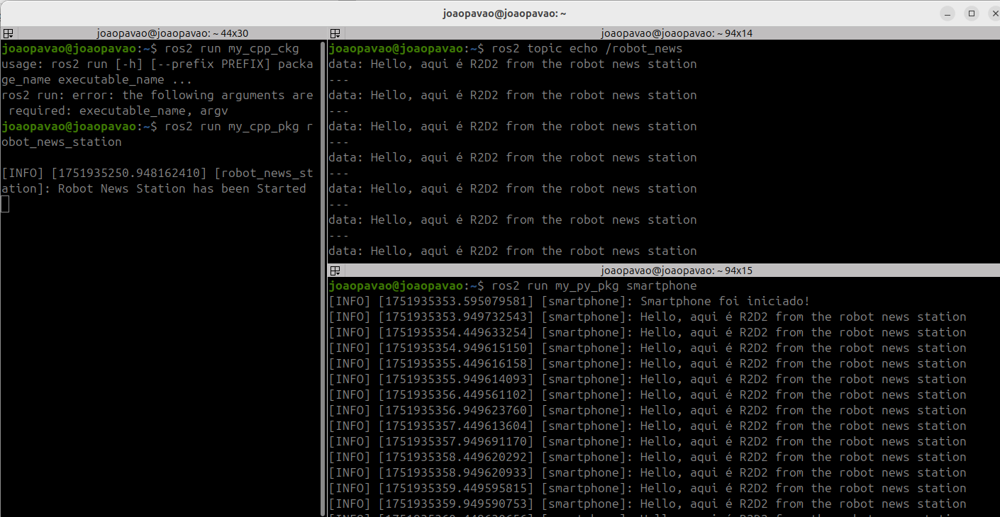 joaopavao@joaopavao: ~
joaopavao@joaopavao: ~ 44x30
joaopavao@joaopavao:~$ ros2 run my_cpp_ckg
usage: ros2 run [-h] [--prefix PREFIX] packa
ge_name executable_name ...
ros2 run: error: the following arguments are
 required: executable_name, argv
joaopavao@joaopavao:~$ ros2 run my_cpp_pkg r
obot_news_station
[INFO] [1751935250.948162410] [robot_news_st
ation]: Robot News Station has been Started
joaopavao@joaopavao: ~ 94x14
joaopavao@joaopavao:~$ ros2 topic echo /robot_news
data: Hello, aqui é R2D2 from the robot news station
---
data: Hello, aqui é R2D2 from the robot news station
---
data: Hello, aqui é R2D2 from the robot news station
---
data: Hello, aqui é R2D2 from the robot news station
---
data: Hello, aqui é R2D2 from the robot news station
---
data: Hello, aqui é R2D2 from the robot news station
---
data: Hello, aqui é R2D2 from the robot news station
joaopavao@joaopavao: ~ 94x15
joaopavao@joaopavao:~$ ros2 run my_py_pkg smartphone
[INFO] [1751935353.595079581] [smartphone]: Smartphone foi iniciado!
[INFO] [1751935353.949732543] [smartphone]: Hello, aqui é R2D2 from the robot news station
[INFO] [1751935354.449633254] [smartphone]: Hello, aqui é R2D2 from the robot news station
[INFO] [1751935354.949615150] [smartphone]: Hello, aqui é R2D2 from the robot news station
[INFO] [1751935355.449616158] [smartphone]: Hello, aqui é R2D2 from the robot news station
[INFO] [1751935355.949614093] [smartphone]: Hello, aqui é R2D2 from the robot news station
[INFO] [1751935356.449561102] [smartphone]: Hello, aqui é R2D2 from the robot news station
[INFO] [1751935356.949623760] [smartphone]: Hello, aqui é R2D2 from the robot news station
[INFO] [1751935357.449613604] [smartphone]: Hello, aqui é R2D2 from the robot news station
[INFO] [1751935357.949691170] [smartphone]: Hello, aqui é R2D2 from the robot news station
[INFO] [1751935358.449620292] [smartphone]: Hello, aqui é R2D2 from the robot news station
[INFO] [1751935358.949620933] [smartphone]: Hello, aqui é R2D2 from the robot news station
[INFO] [1751935359.449595815] [smartphone]: Hello, aqui é R2D2 from the robot news station
[INFO] [1751935359.949590753] [smartphone]: Hello, aqui é R2D2 from the robot news station